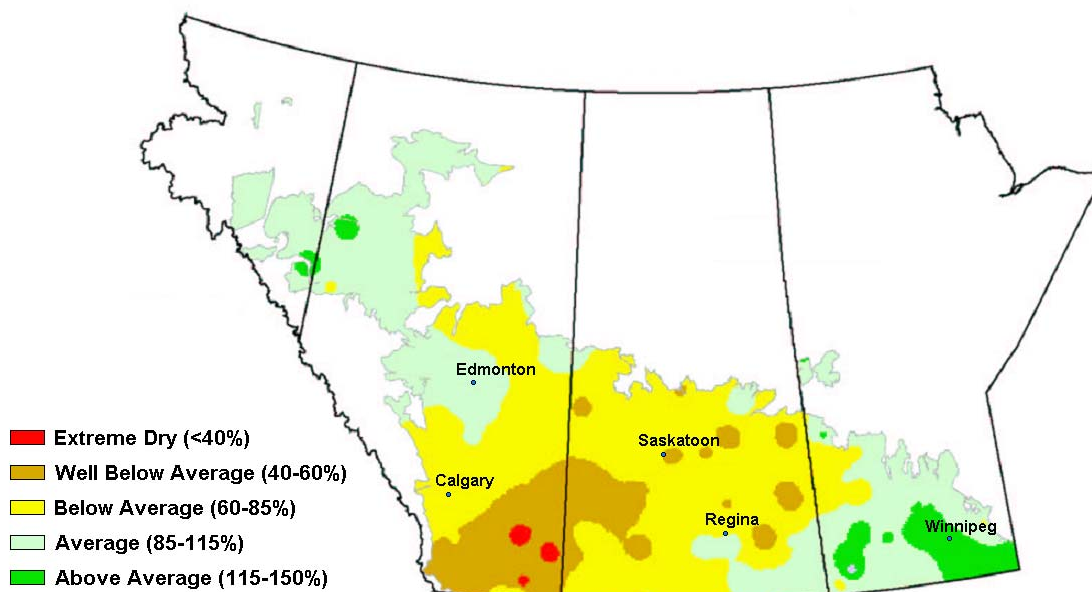 Edmonton
Saskatoon
Calgary
Regina
Winnipeg
Extreme Dry (<40%)
Well Below Average (40-60%)
Below Average (60-85%)
Average (85-115%)
Above Average (115-150%)